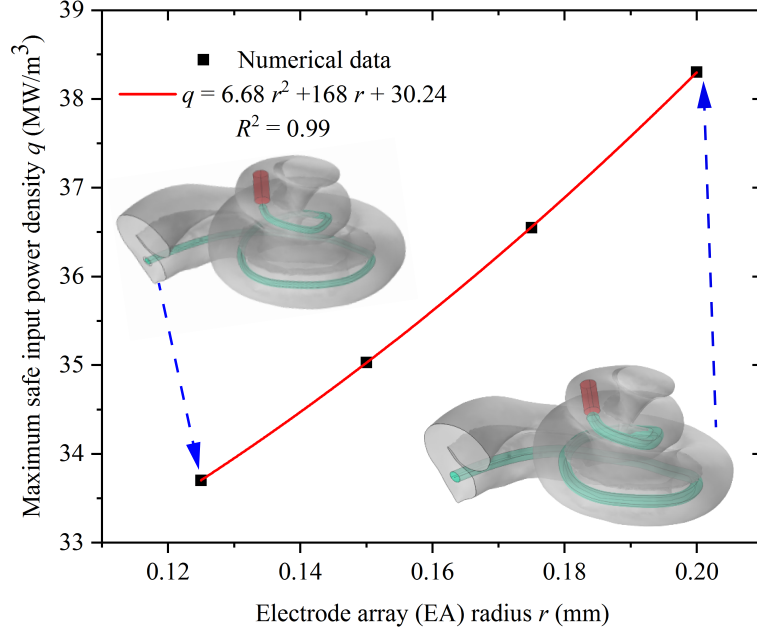 39
38
37
36
35
34
33
Maximum safe input power density q (MW/m³)
Numerical data
q = 6.68 r² +168 r + 30.24
R² = 0.99
0.12 0.14 0.16 0.18 0.20
Electrode array (EA) radius r (mm)